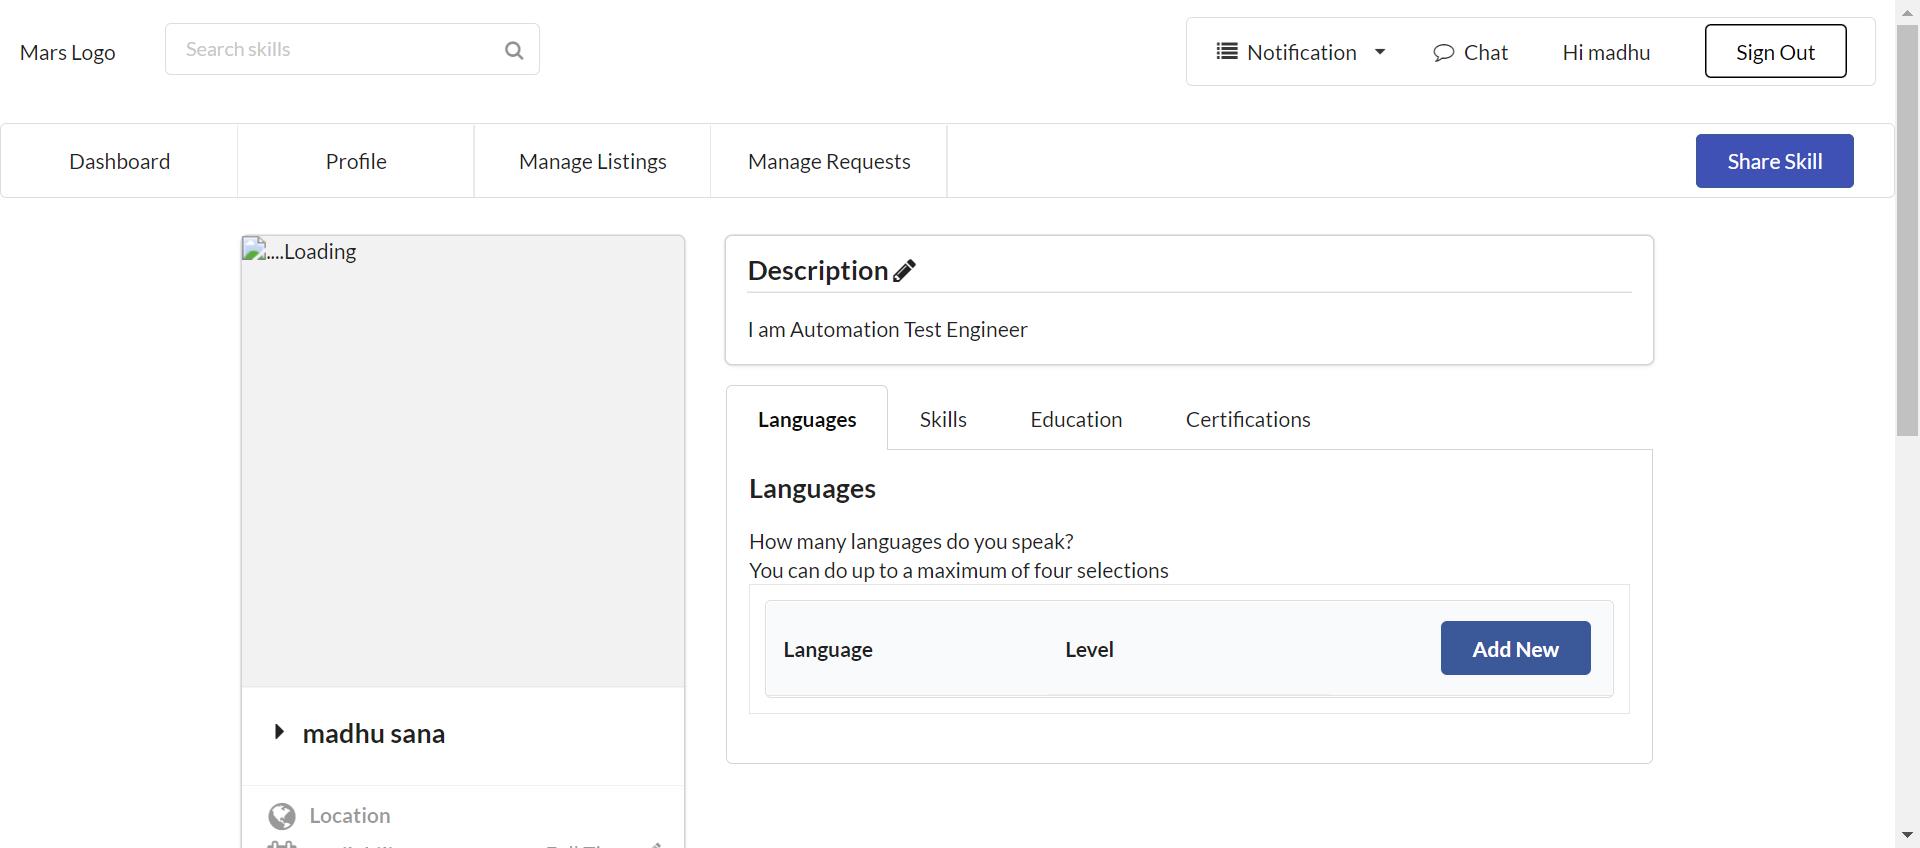 Mars Logo
Search skills
Notification
Chat
Hi madhu
Sign Out
Dashboard
Profile
Manage Listings
Manage Requests
Share Skill
....Loading
madhu sana
Location
Description
I am Automation Test Engineer
Languages
Skills
Education
Certifications
Languages
How many languages do you speak?
You can do up to a maximum of four selections
Language
Level
Add New